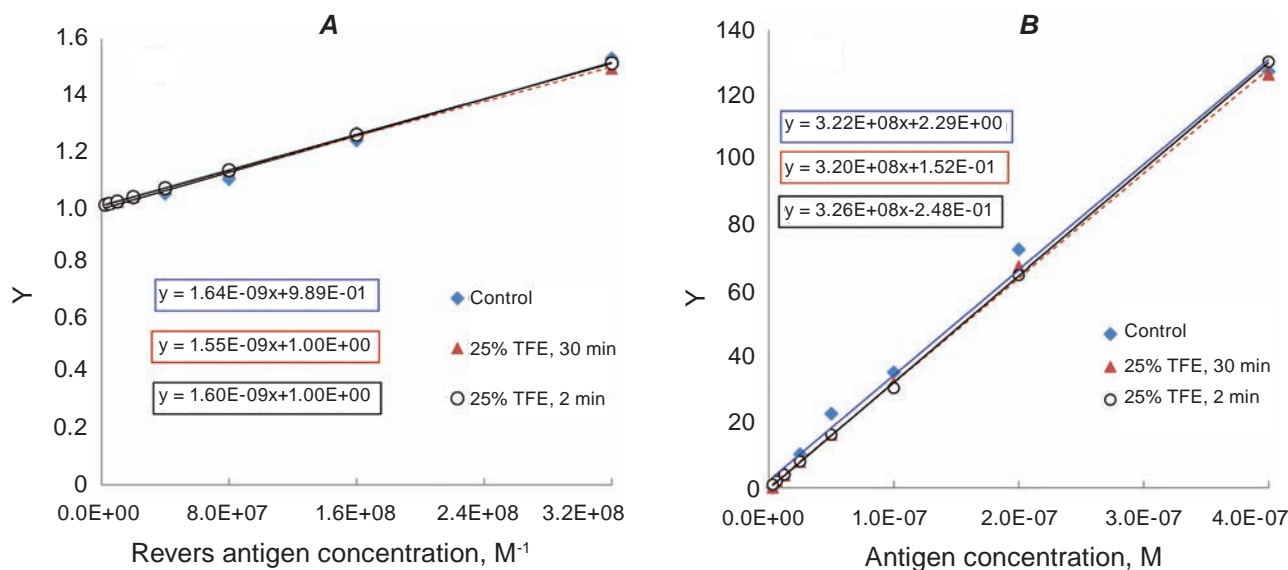 A
1.6
1.4
1.2
1.0
0.8
0.6
0.4
0.2
0
Y
y = 1.64E-09x+9.89E-01
y = 1.55E-09x+1.00E+00
y = 1.60E-09x+1.00E+00
Control
25% TFE, 30 min
25% TFE, 2 min
0.0E+00 8.0E+07 1.6E+08 2.4E+08 3.2E+08
Revers antigen concentration, M-1
B
140
120
100
80
60
40
20
0
Y
y = 3.22E+08x+2.29E+00
y = 3.20E+08x+1.52E-01
y = 3.26E+08x-2.48E-01
Control
25% TFE, 30 min
25% TFE, 2 min
0.0E+00 1.0E-07 2.0E-07 3.0E-07 4.0E-07
Antigen concentration, M